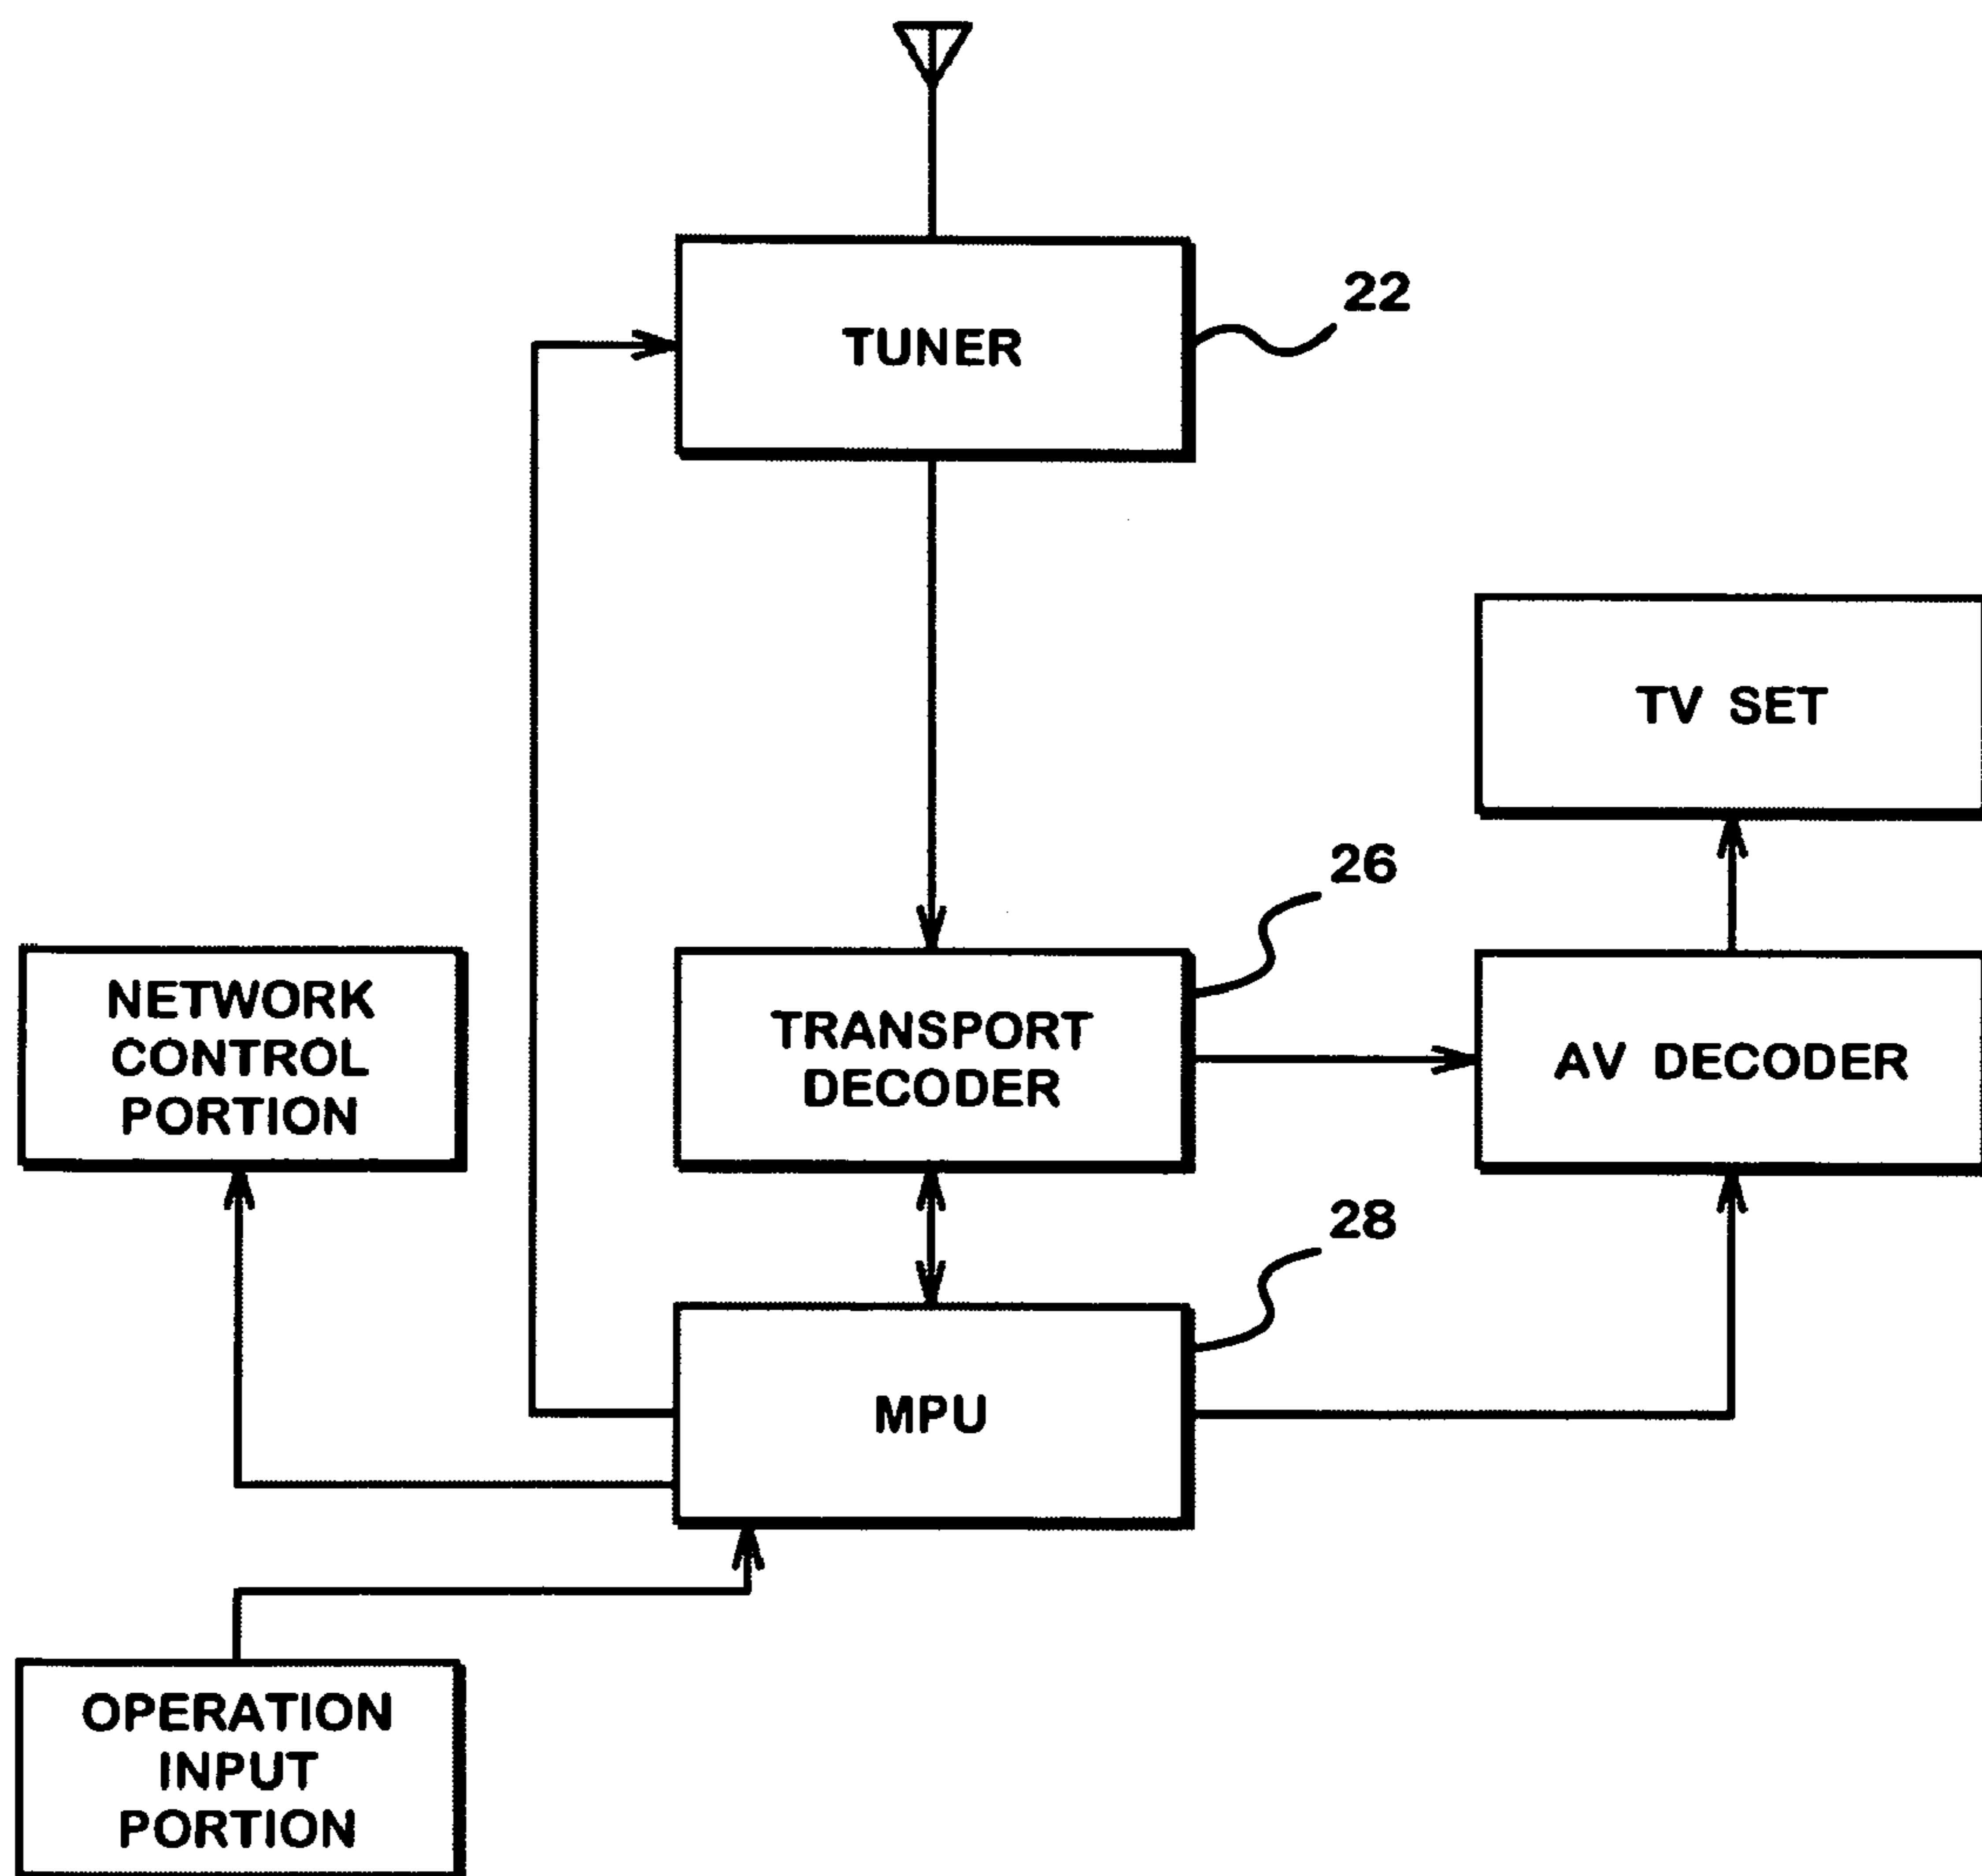 22
TUNER
TV SET
26
NETWORK
CONTROL
PORTION
TRANSPORT
DECODER
AV DECODER
28
MPU
OPERATION
INPUT
PORTION